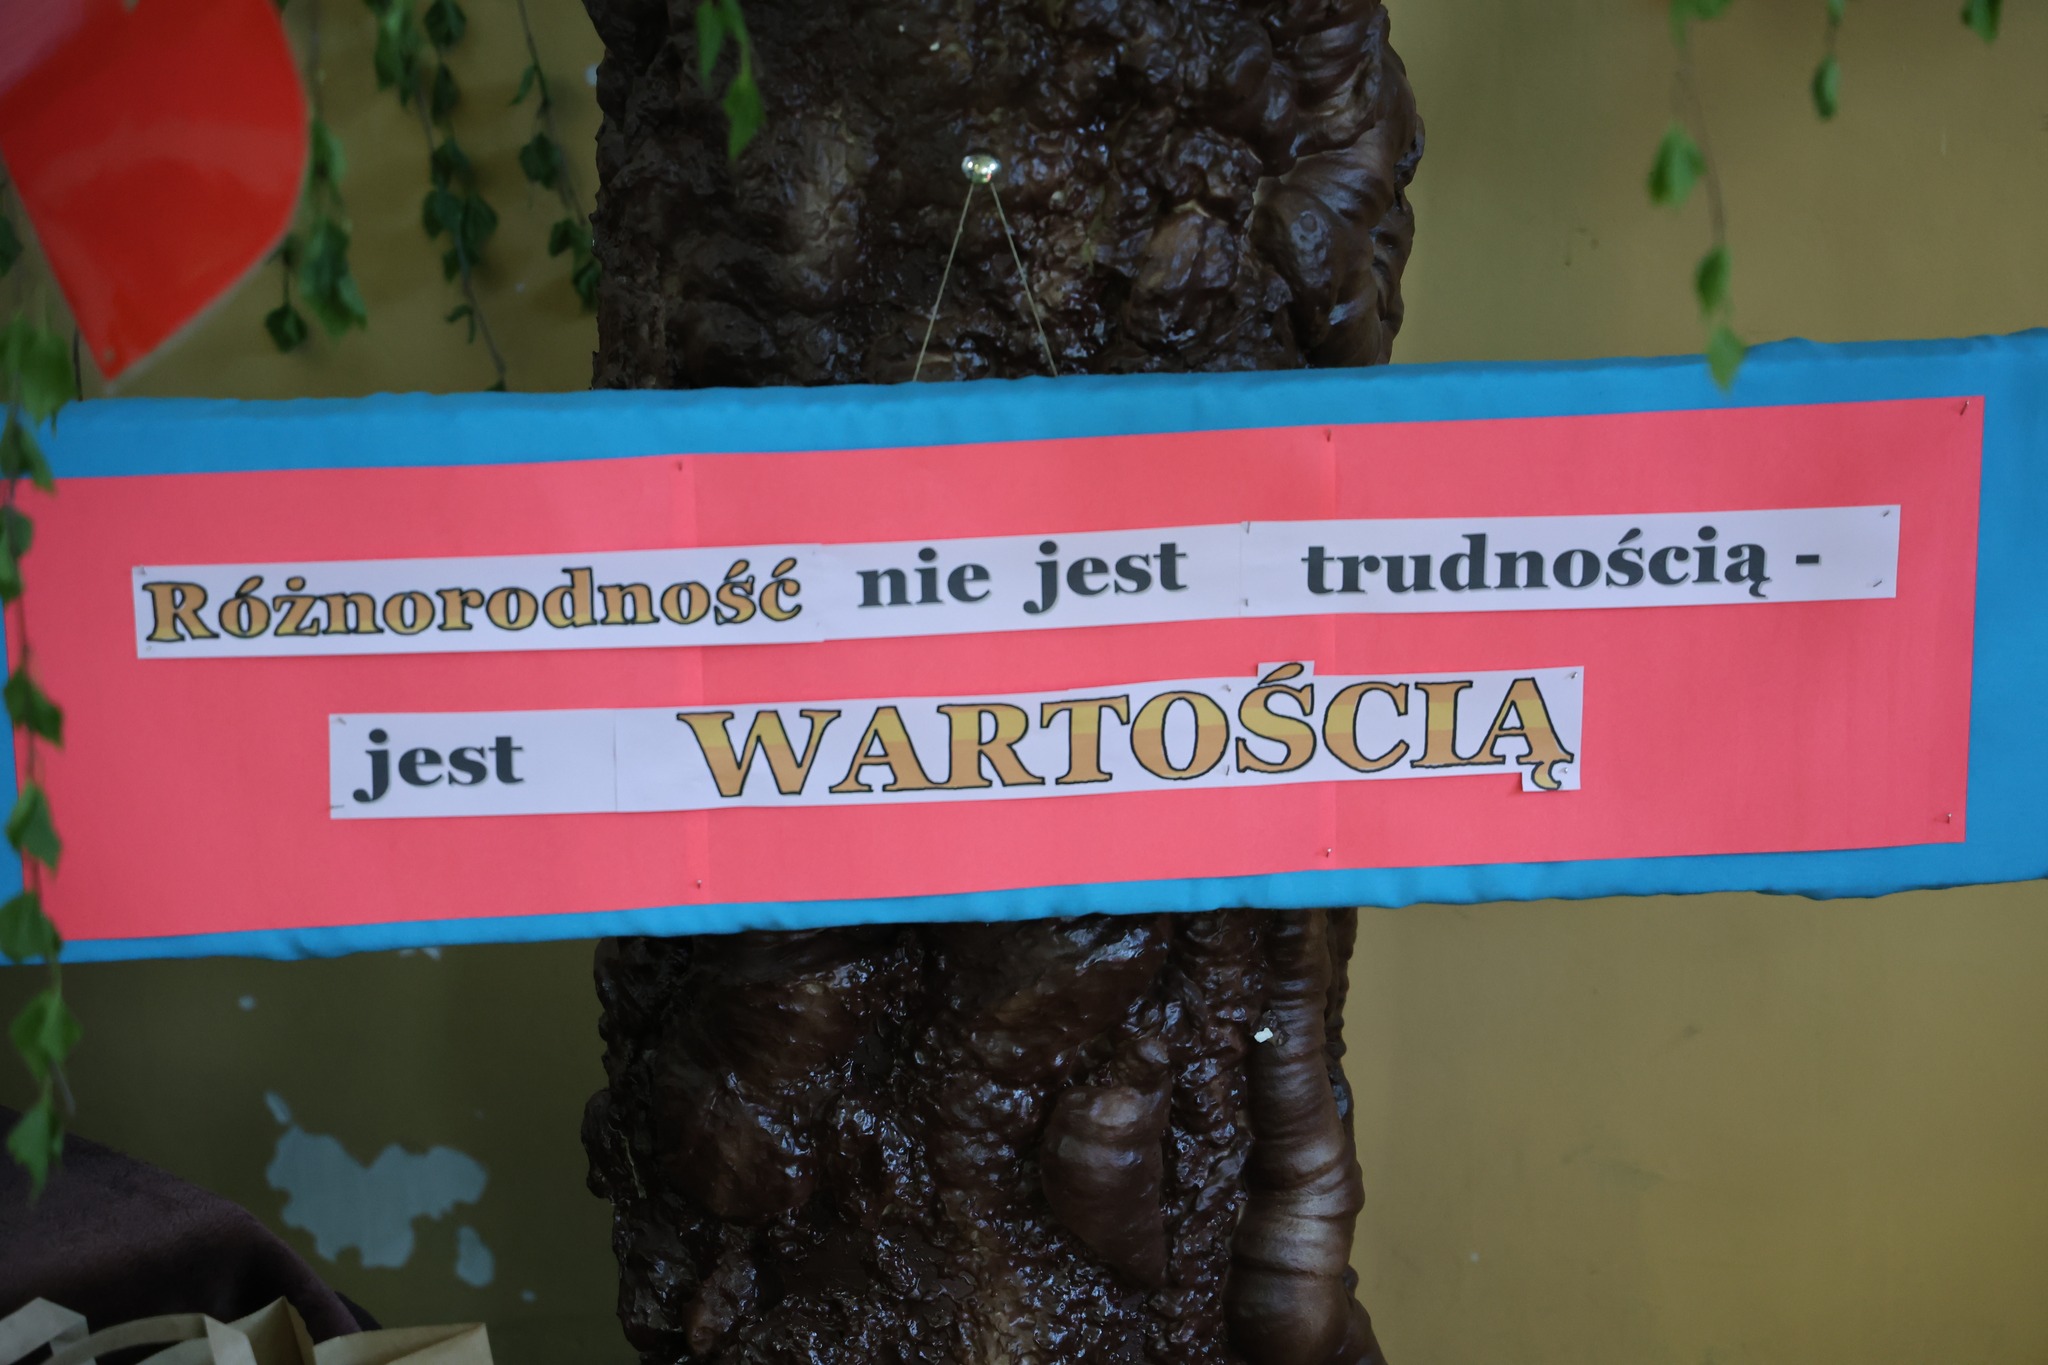 Różnorodność nie jest trudnością -
jest WARTOŚCIĄ